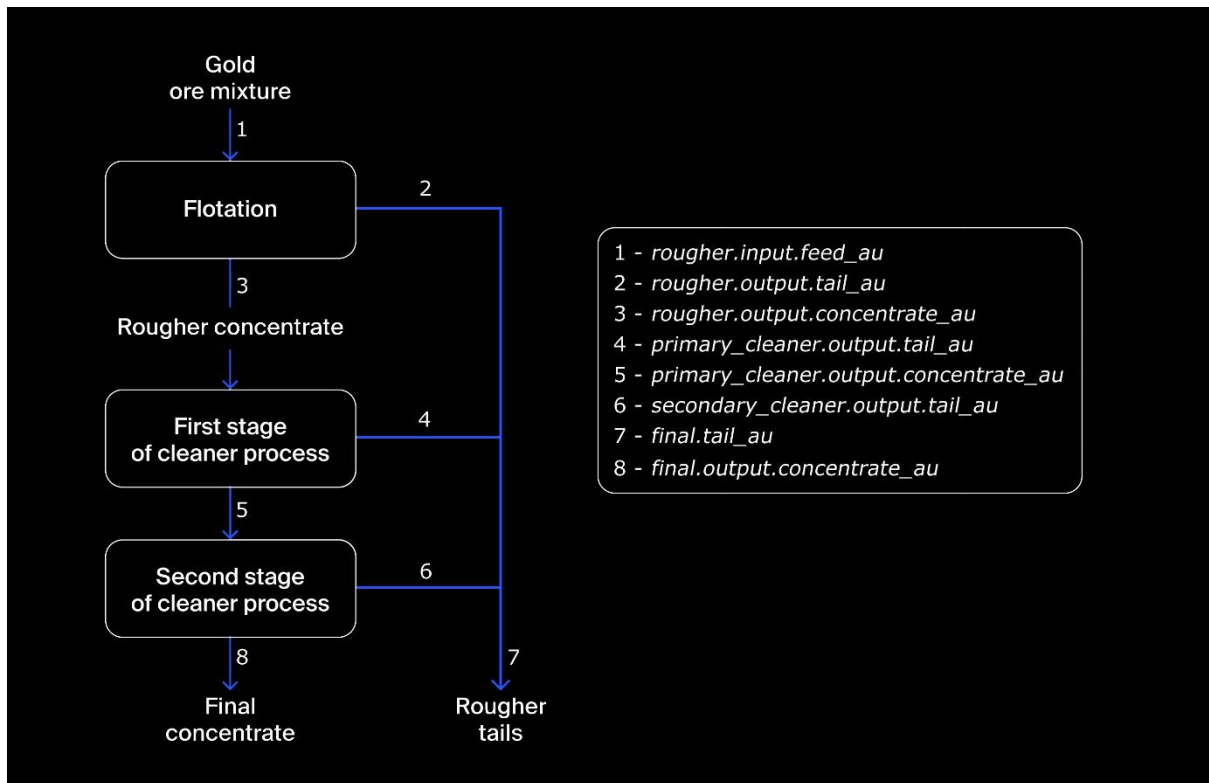 Gold
ore mixture
1
Flotation
2
3
Rougher concentrate
First stage
of cleaner process
4
5
Second stage
of cleaner process
6
8
7
Final
concentrate
Rougher
tails
1 - rougher.input.feed_au
2 - rougher.output.tail_au
3 - rougher.output.concentrate_au
4 - primary_cleaner.output.tail_au
5 - primary_cleaner.output.concentrate_au
6 - secondary_cleaner.output.tail_au
7 - final.tail_au
8 - final.output.concentrate_au